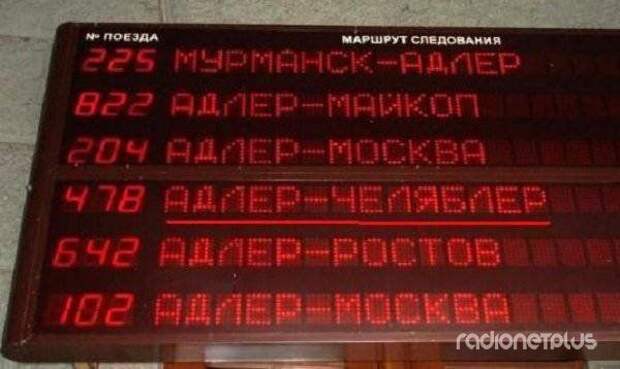 № ПОЕЗДА МАРШРУТ СЛЕДОВАНИЯ
225 МУРМАНСК-АДЛЕР
822 АДЛЕР-МАЙКОП
204 АДЛЕР-МОСКВА
478 АДЛЕР-ЧЕЛЯБЛЕР
642 АДЛЕР-РОСТОВ
102 АДЛЕР-МОСКВА
radionetplus